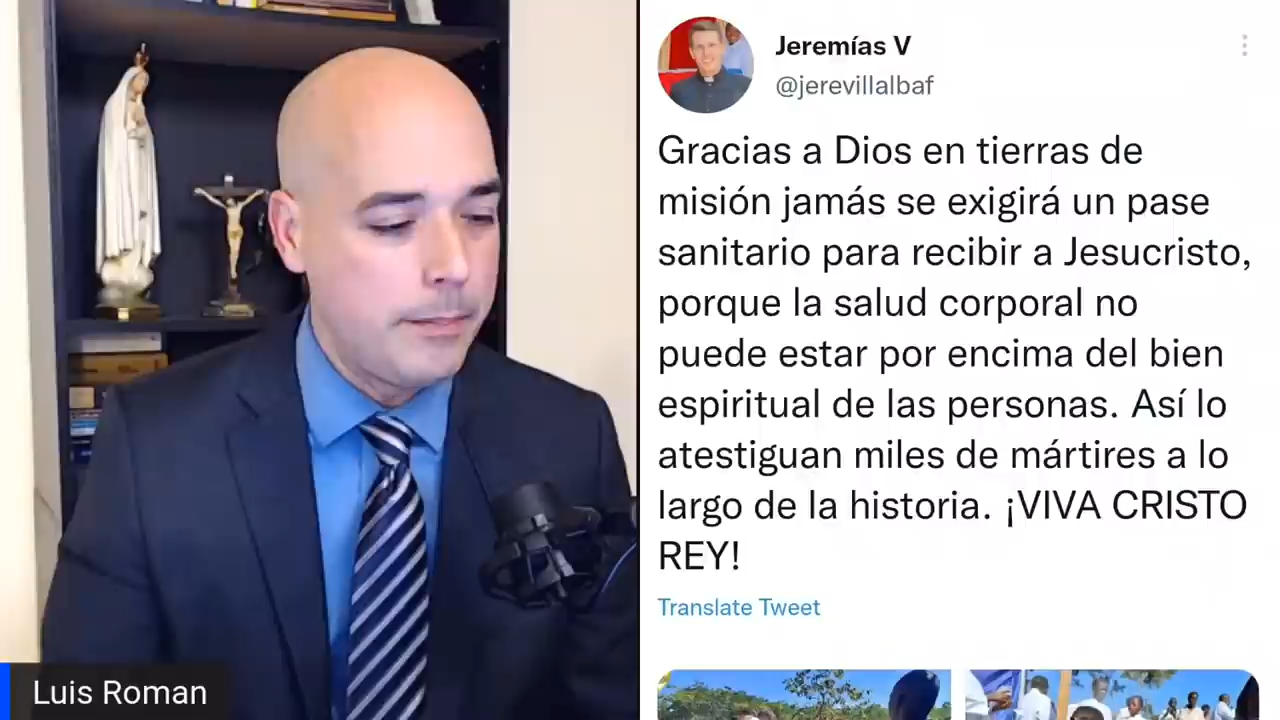 Jeremías V
@jerevillalbaf
Gracias a Dios en tierras de
misión jamás se exigirá un pase
sanitario para recibir a Jesucristo,
porque la salud corporal no
puede estar por encima del bien
espiritual de las personas. Así lo
atestiguan miles de mártires a lo
largo de la historia. ¡VIVA CRISTO
REY!
Translate Tweet
Luis Roman